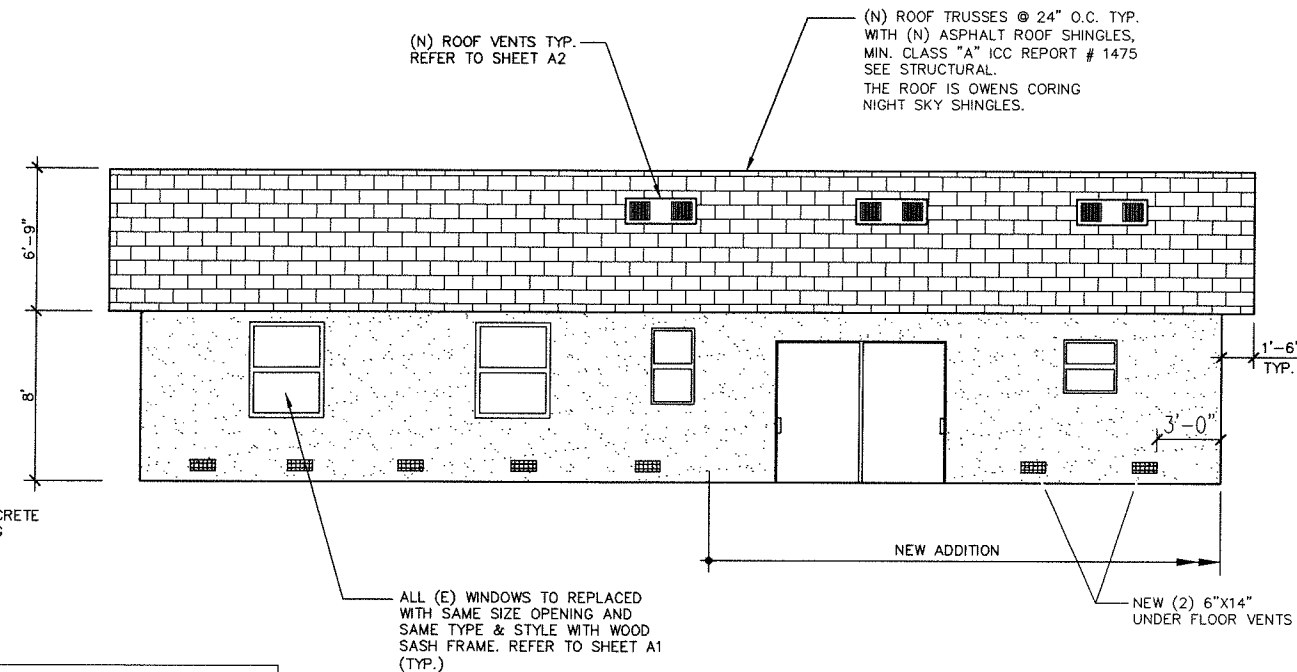 (N) ROOF TRUSSES @ 24" O.C. TYP.
WITH (N) ASPHALT ROOF SHINGLES,
MIN. CLASS "A" ICC REPORT # 1475
SEE STRUCTURAL.
THE ROOF IS OWENS CORING
NIGHT SKY SHINGLES.
(N) ROOF VENTS TYP.
REFER TO SHEET A2
6'-9"
8'
1'-6"
TYP.
3'-0"
CRETE
NEW ADDITION
ALL (E) WINDOWS TO REPLACED
WITH SAME SIZE OPENING AND
SAME TYPE & STYLE WITH WOOD
SASH FRAME. REFER TO SHEET A1
(TYP.)
NEW (2) 6"X14"
UNDER FLOOR VENTS